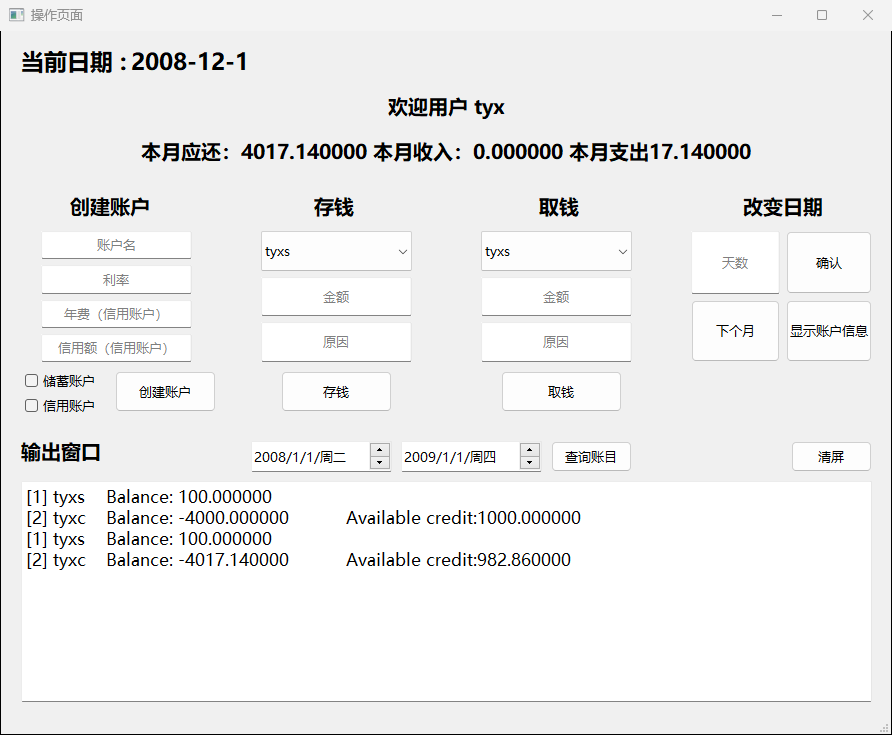 操作页面
当前日期 : 2008-12-1
欢迎用户 tyx
本月应还：4017.140000 本月收入：0.000000 本月支出17.140000
创建账户 存钱 取钱 改变日期
账户名 tyxs tyxs 天数 确认
利率 金额 金额
年费（信用账户） 原因 原因 下个月 显示账户信息
信用额（信用账户）
储蓄账户 创建账户 存钱 取钱
信用账户
输出窗口 2008/1/1/周二 2009/1/1/周四 查询账目 清屏
[1] tyxs Balance: 100.000000
[2] tyxc Balance: -4000.000000 Available credit:1000.000000
[1] tyxs Balance: 100.000000
[2] tyxc Balance: -4017.140000 Available credit:982.860000